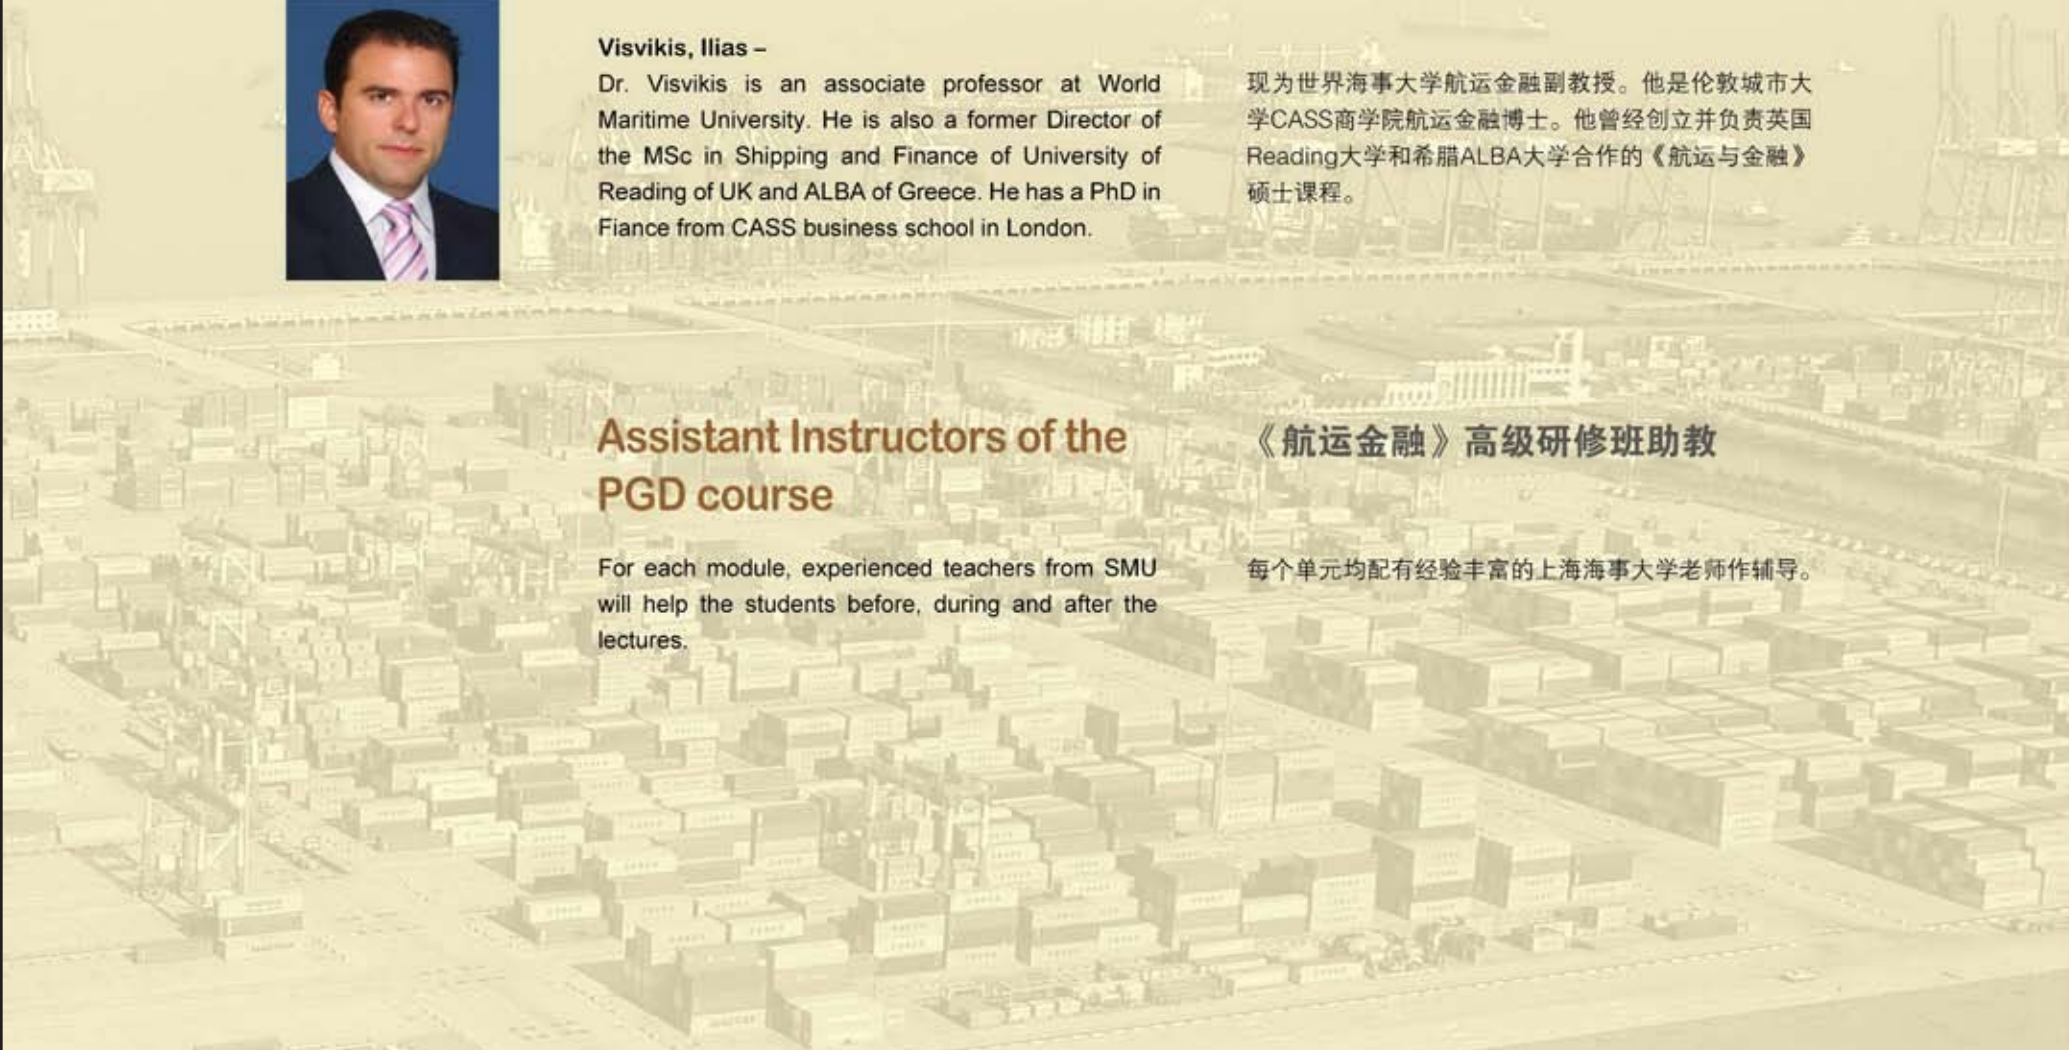 Visvikis, Ilias –
Dr. Visvikis is an associate professor at World
Maritime University. He is also a former Director of
the MSc in Shipping and Finance of University of
Reading of UK and ALBA of Greece. He has a PhD in
Fiance from CASS business school in London.
现为世界海事大学航运金融副教授。他是伦敦城市大
学CASS商学院航运金融博士。他曾经创立并负责英国
Reading大学和希腊ALBA大学合作的《航运与金融》
硕士课程。
Assistant Instructors of the
PGD course
《航运金融》高级研修班助教
For each module, experienced teachers from SMU
will help the students before, during and after the
lectures.
每个单元均配有经验丰富的上海海事大学老师作辅导。